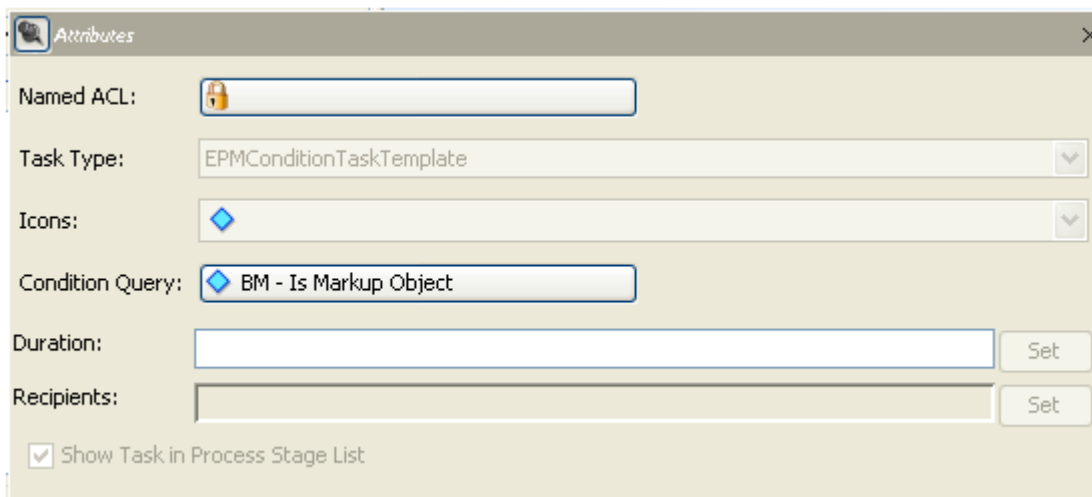 Attributes
Named ACL:
Task Type: EPMConditionTaskTemplate
Icons:
Condition Query: BM - Is Markup Object
Duration: Set
Recipients: Set
Show Task in Process Stage List